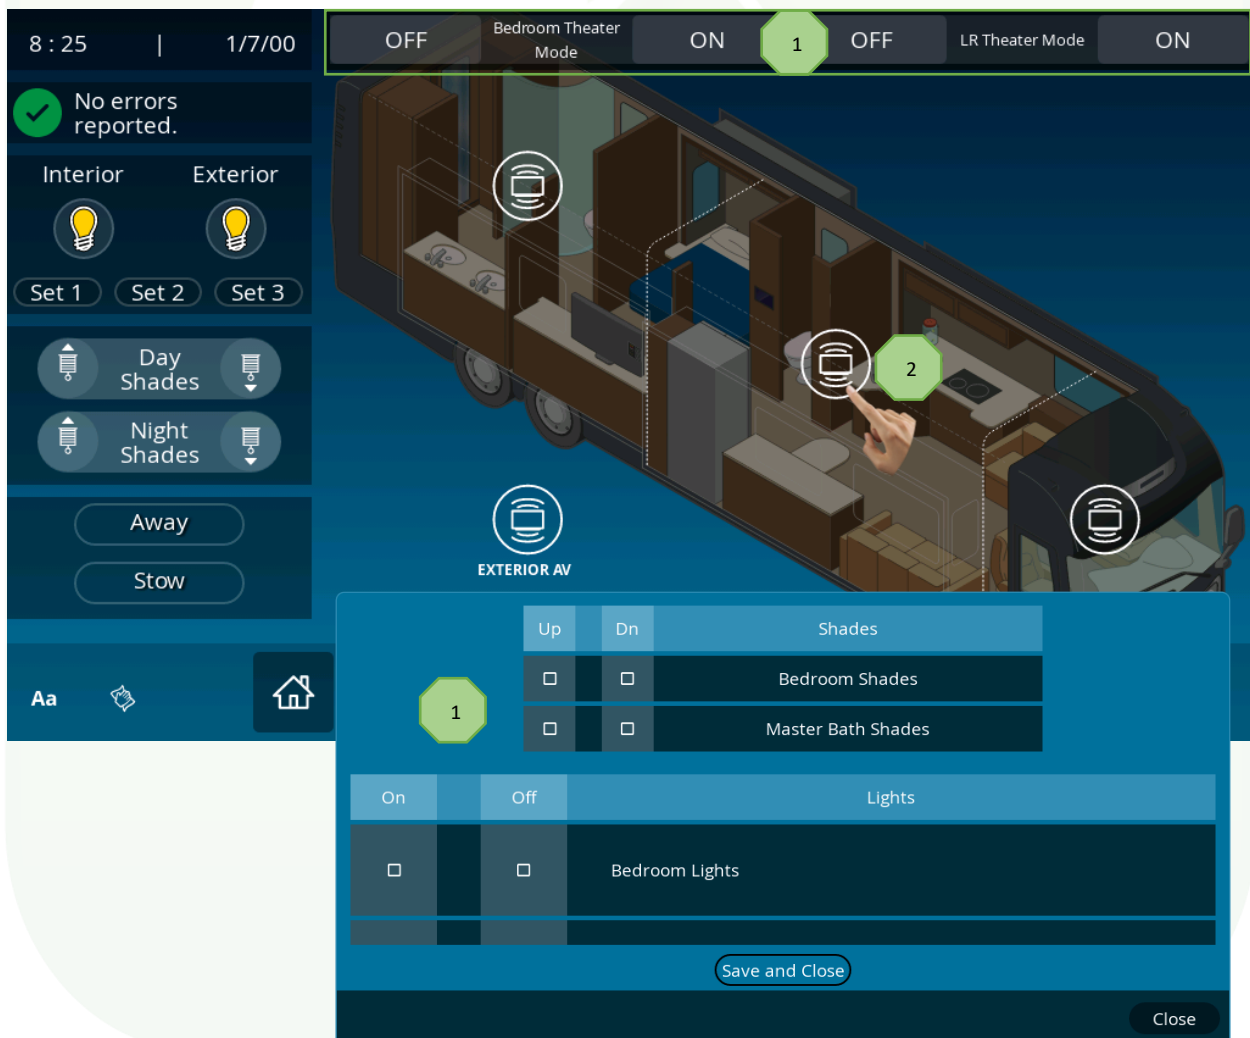 8 : 25 | 1/7/00
OFF
Bedroom Theater
Mode
ON
1
OFF
LR Theater Mode
ON
No errors
reported.
Interior Exterior
Set 1 Set 2 Set 3
Day
Shades
Night
Shades
Away
Stow
2
EXTERIOR AV
Aa
1
Up Dn Shades
Bedroom Shades
Master Bath Shades
On Off Lights
Bedroom Lights
Save and Close
Close